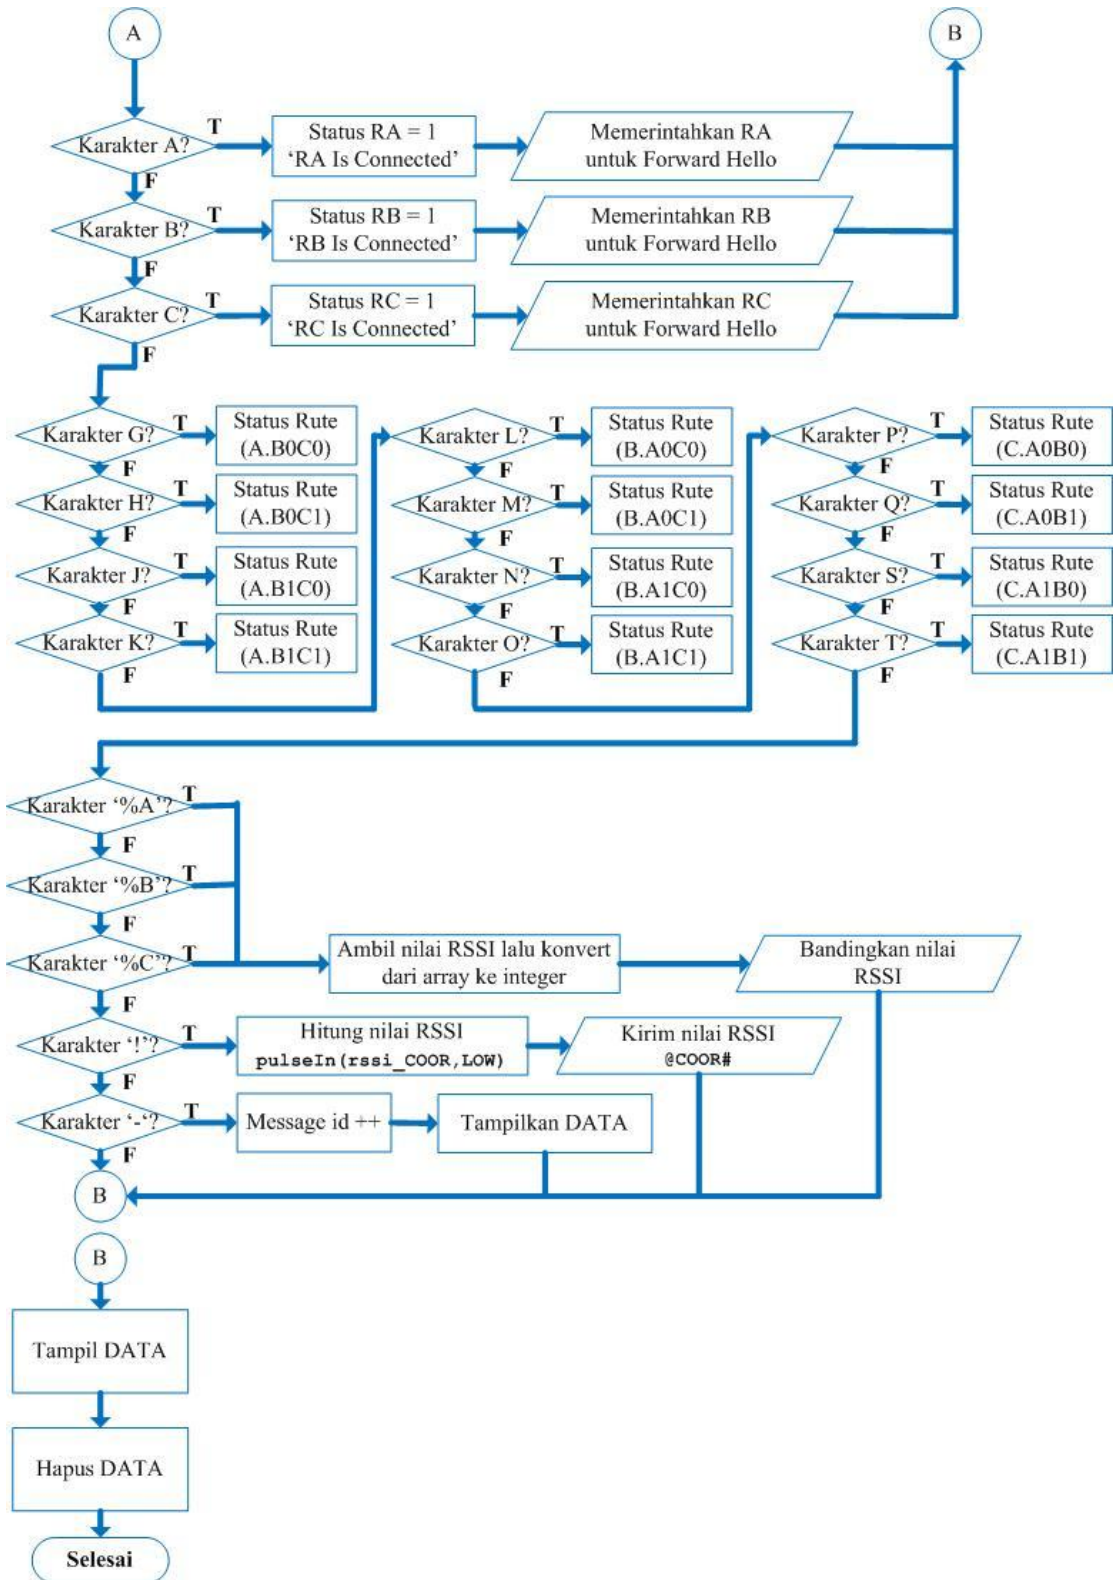 A
B
Karakter A?
T
Status RA = 1
‘RA Is Connected’
Memerintahkan RA
untuk Forward Hello
F
Karakter B?
T
Status RB = 1
‘RB Is Connected’
Memerintahkan RB
untuk Forward Hello
F
Karakter C?
T
Status RC = 1
‘RC Is Connected’
Memerintahkan RC
untuk Forward Hello
F
Karakter G?
T
Status Rute
(A.B0C0)
F
Karakter H?
T
Status Rute
(A.B0C1)
F
Karakter J?
T
Status Rute
(A.B1C0)
F
Karakter K?
T
Status Rute
(A.B1C1)
F
Karakter L?
T
Status Rute
(B.A0C0)
F
Karakter M?
T
Status Rute
(B.A0C1)
F
Karakter N?
T
Status Rute
(B.A1C0)
F
Karakter O?
T
Status Rute
(B.A1C1)
F
Karakter P?
T
Status Rute
(C.A0B0)
F
Karakter Q?
T
Status Rute
(C.A0B1)
F
Karakter S?
T
Status Rute
(C.A1B0)
F
Karakter T?
T
Status Rute
(C.A1B1)
F
Karakter ‘%A’?
T
F
Karakter ‘%B’?
T
F
Karakter ‘%C’?
T
Ambil nilai RSSI lalu konvert
dari array ke integer
Bandingkan nilai
RSSI
F
Karakter ‘!’?
T
Hitung nilai RSSI
pulseIn(rssi_COOR,LOW)
Kirim nilai RSSI
@COOR#
F
Karakter ‘-‘?
T
Message id ++
Tampilkan DATA
F
B
B
Tampil DATA
Hapus DATA
Selesai